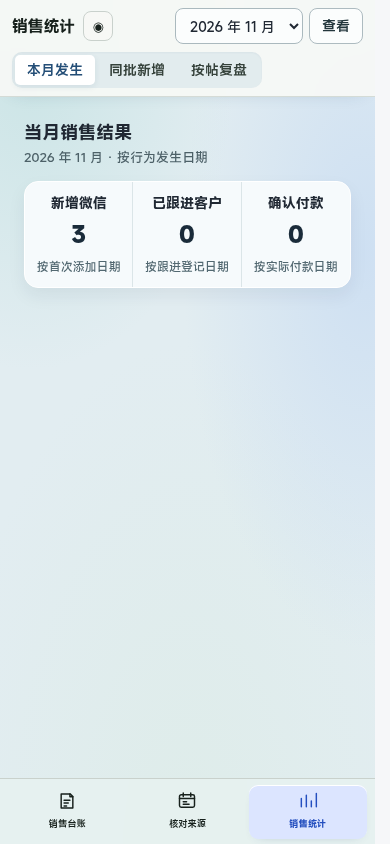 销售统计
2026 年 11 月
查看
本月发生
同批新增
按帖复盘
当月销售结果
2026 年 11 月 · 按行为发生日期
新增微信
已跟进客户
确认付款
3
0
0
按首次添加日期
按跟进登记日期
按实际付款日期
销售台账
核对来源
销售统计